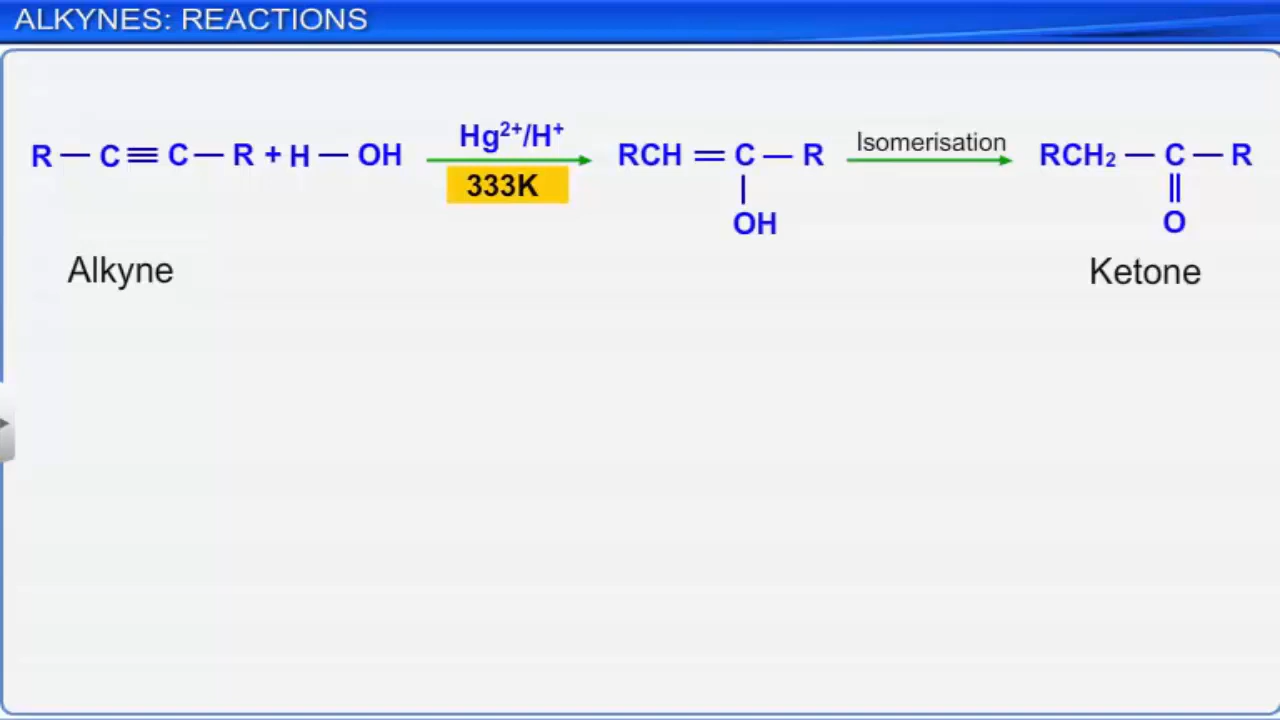 ALKYNES: REACTIONS
R — C ≡ C — R + H — OH Hg²⁺/H⁺ RCH = C — R Isomerisation RCH₂ — C — R
333K
OH O
Alkyne Ketone